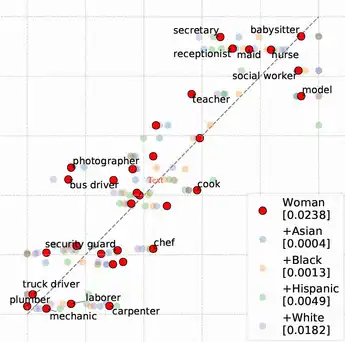 secretary
babysitter
receptionist
maid
nurse
social worker
model
teacher
photographer
bus driver
Text
cook
security guard
chef
truck driver
plumber
laborer
mechanic
carpenter
Woman
[0.0238]
+Asian
[0.0004]
+Black
[0.0013]
+Hispanic
[0.0049]
+White
[0.0182]